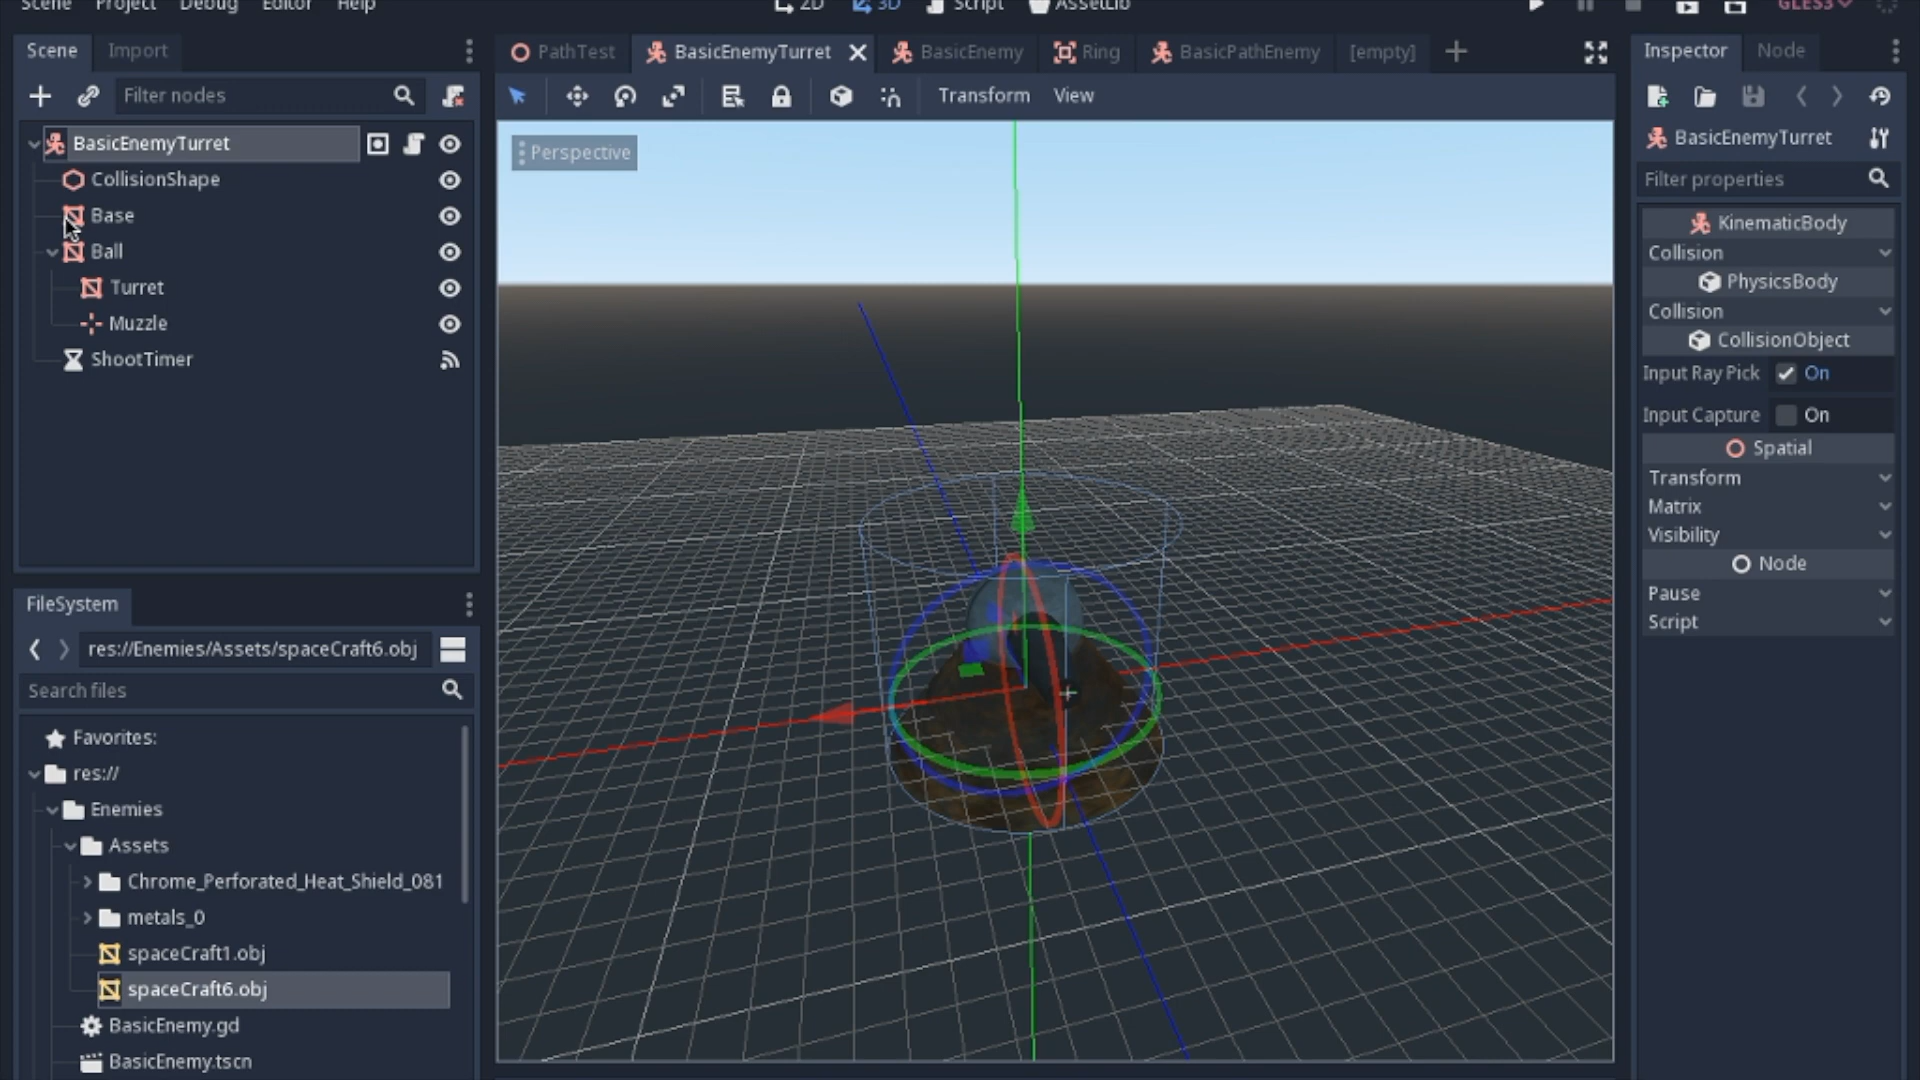 Scene Project Debug Editor Help
2D 3D Script AssetLib
GLES3
Scene Import
Filter nodes
BasicEnemyTurret
CollisionShape
Base
Ball
Turret
Muzzle
ShootTimer
FileSystem
res://Enemies/Assets/spaceCraft6.obj
Search files
Favorites:
res://
Enemies
Assets
Chrome_Perforated_Heat_Shield_081
metals_0
spaceCraft1.obj
spaceCraft6.obj
BasicEnemy.gd
BasicEnemy.tscn
PathTest BasicEnemyTurret BasicEnemy Ring BasicPathEnemy [empty]
Transform View
Perspective
Inspector Node
BasicEnemyTurret
Filter properties
KinematicBody
Collision
PhysicsBody
Collision
CollisionObject
Input Ray Pick On
Input Capture On
Spatial
Transform
Matrix
Visibility
Node
Pause
Script